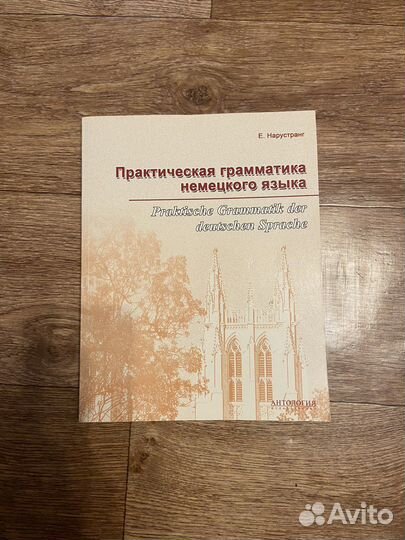 Е. Нарустранг
Практическая грамматика
немецкого языка
Praktische Grammatik der
deutschen Sprache
АНТОЛОГИЯ
Avito